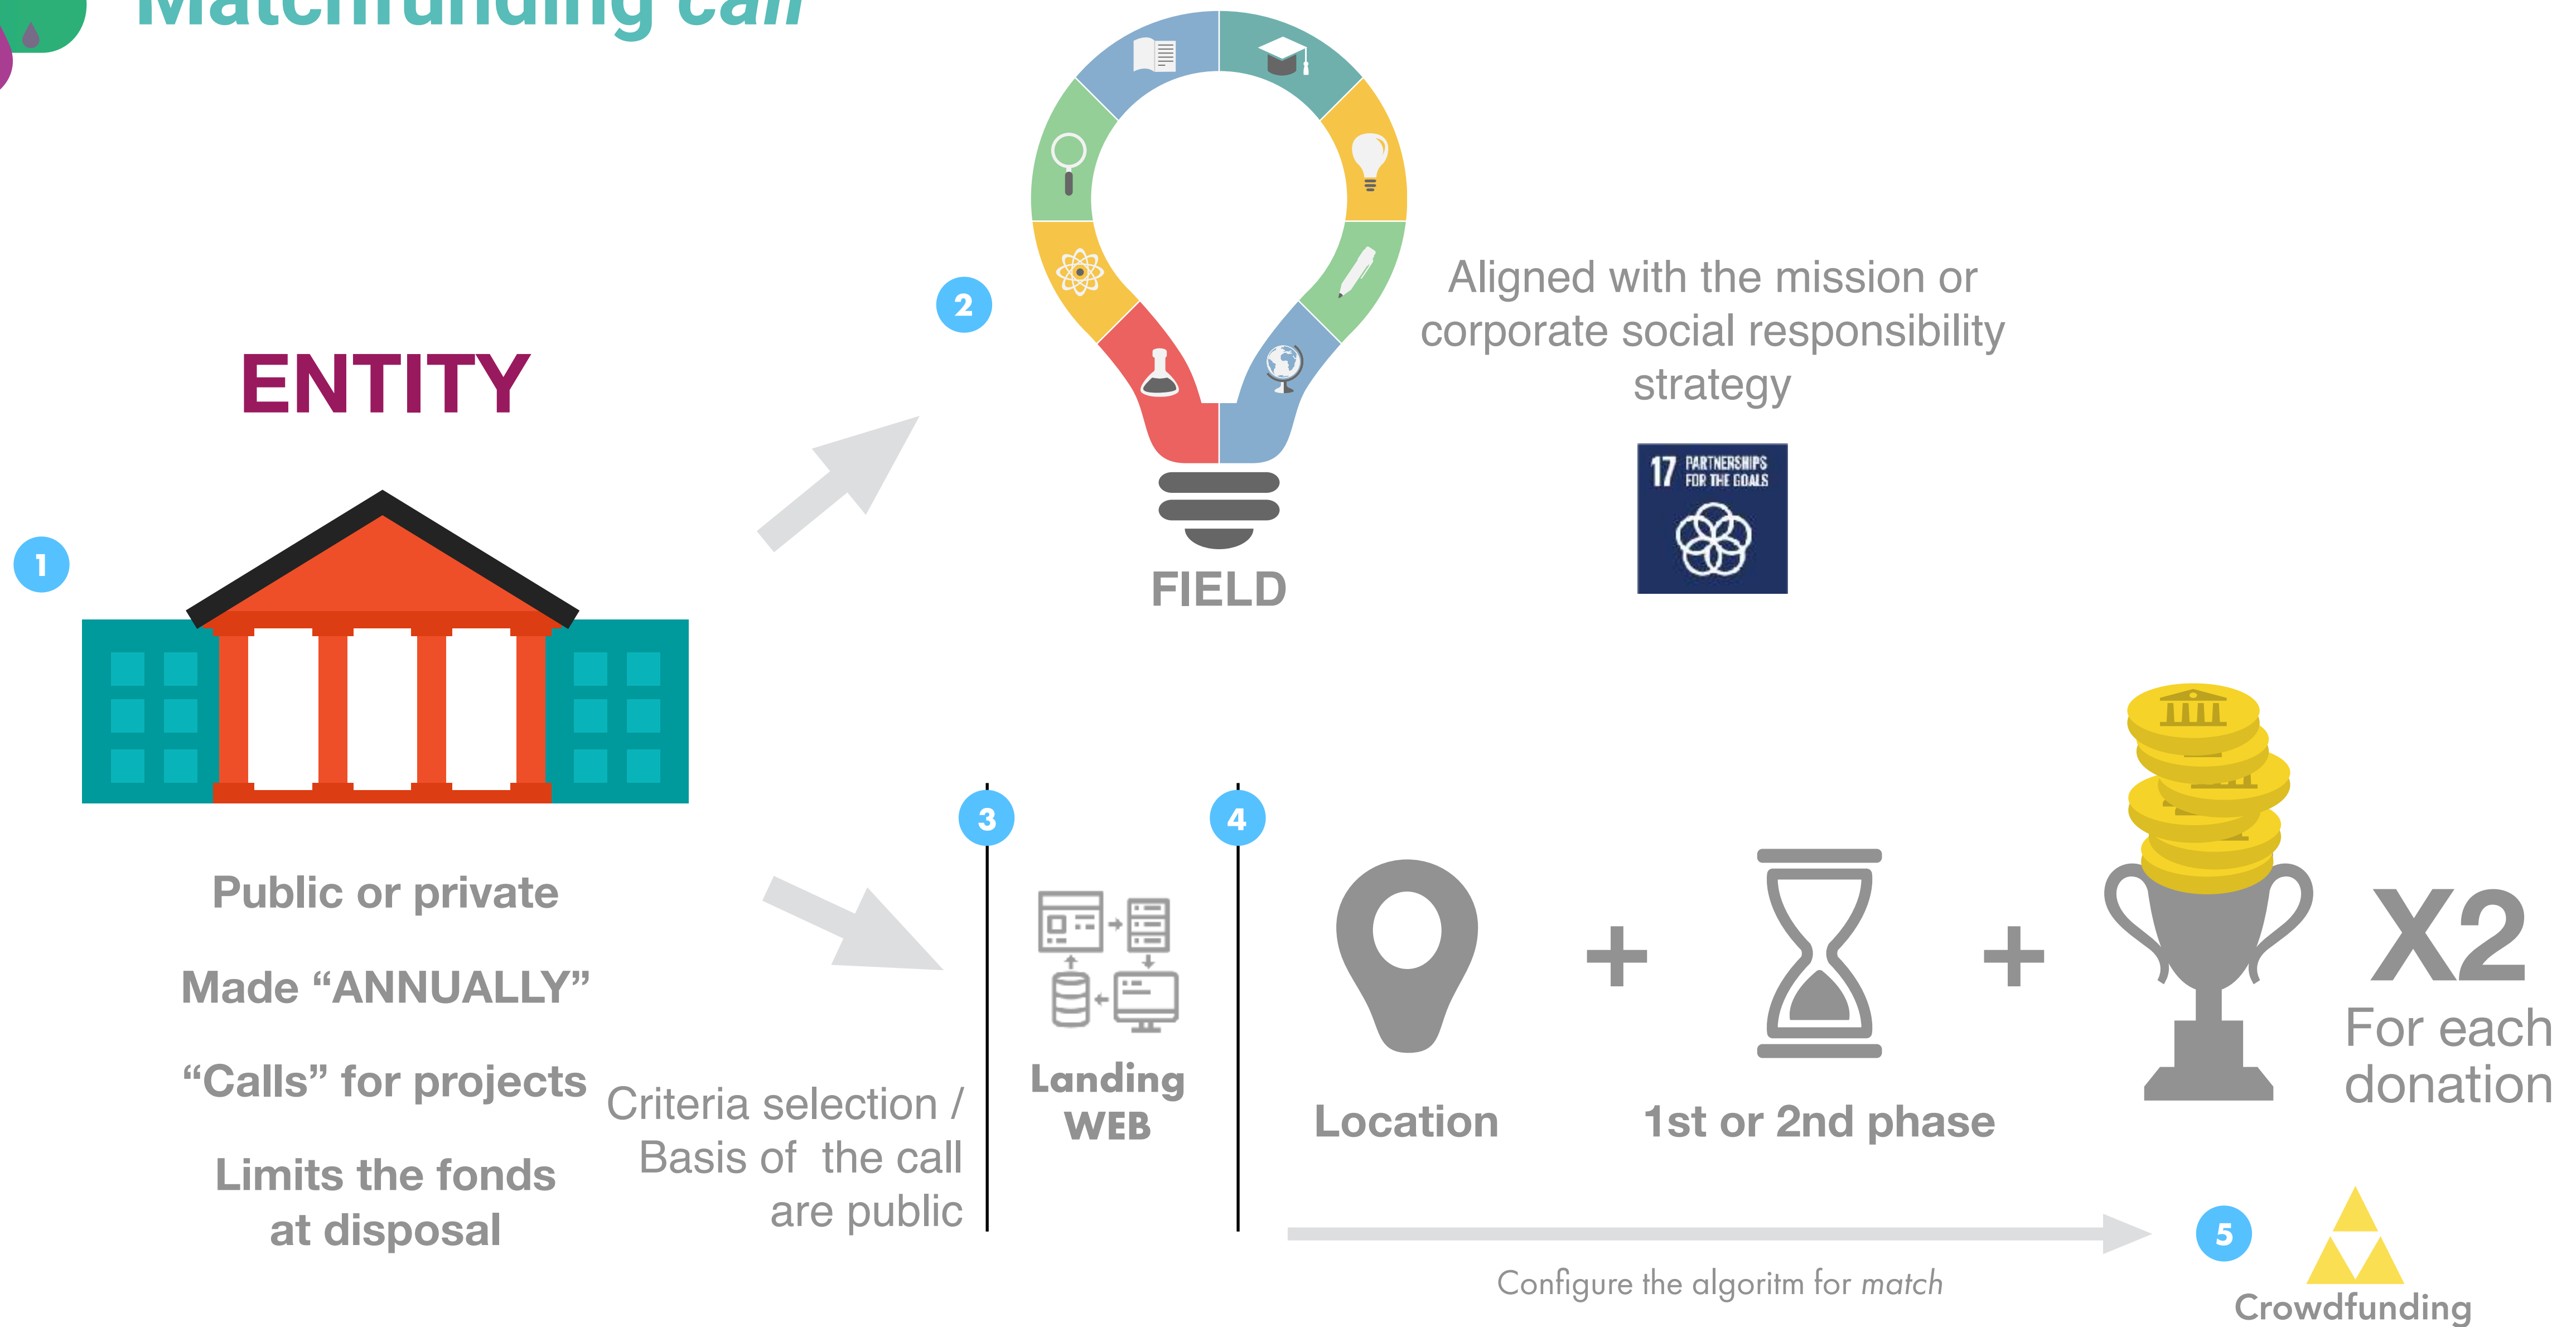 Matchfunding call
ENTITY
1
Public or private
Made “ANNUALLY”
“Calls” for projects
Limits the fonds
at disposal
2
FIELD
Aligned with the mission or
corporate social responsibility
strategy
17 PARTNERSHIPS
FOR THE GOALS
Criteria selection /
Basis of the call
are public
3
Landing
WEB
4
Location
+
1st or 2nd phase
+
X2
For each
donation
Configure the algoritm for match
5
Crowdfunding